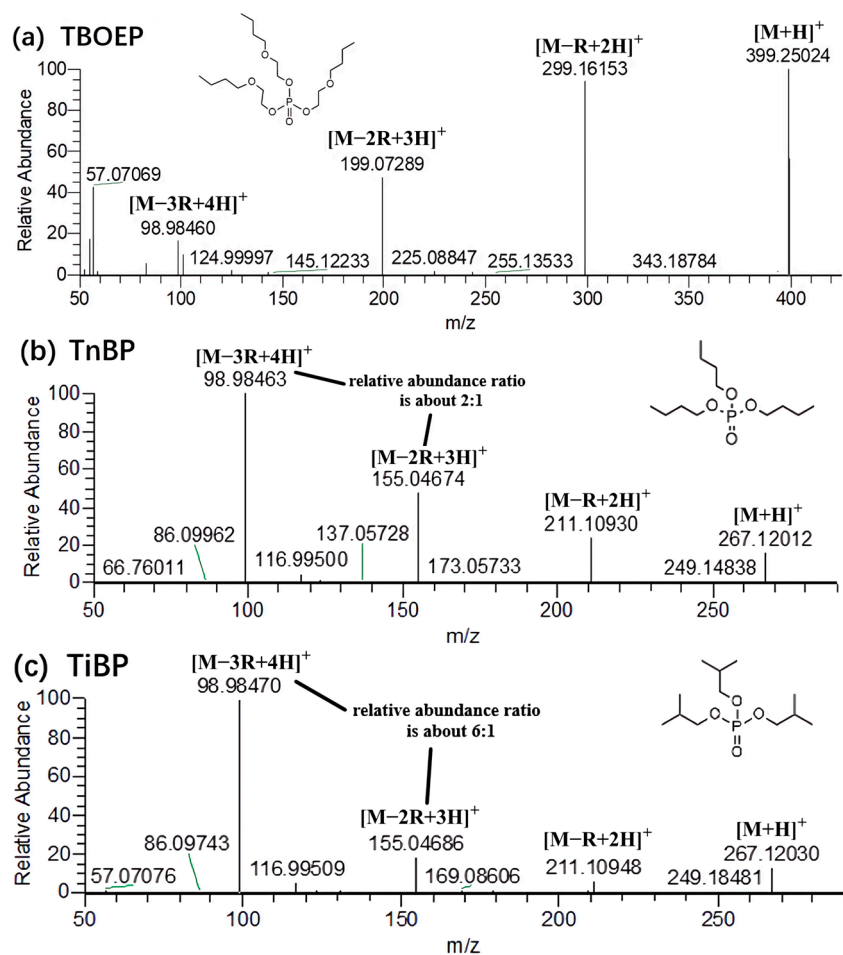 (a) TBOEP
[M−R+2H]+
299.16153
[M+H]+
399.25024
[M−2R+3H]+
199.07289
57.07069
[M−3R+4H]+
98.98460
124.99997
145.12233
225.08847
255.13533
343.18784
O
O
O
O
O
O
P
O
100
80
60
40
20
0
Relative Abundance
50
100
150
200
250
300
350
400
m/z
(b) TnBP
[M−3R+4H]+
98.98463
relative abundance ratio
is about 2:1
[M−2R+3H]+
155.04674
[M−R+2H]+
211.10930
[M+H]+
267.12012
86.09962
137.05728
66.76011
116.99500
173.05733
249.14838
O
O
P
O
O
100
80
60
40
20
0
Relative Abundance
50
100
150
200
250
m/z
(c) TiBP
[M−3R+4H]+
98.98470
relative abundance ratio
is about 6:1
[M−2R+3H]+
155.04686
[M−R+2H]+
211.10948
[M+H]+
267.12030
86.09743
57.07076
116.99509
169.08606
249.18481
O
O
P
O
O
100
80
60
40
20
0
Relative Abundance
50
100
150
200
250
m/z